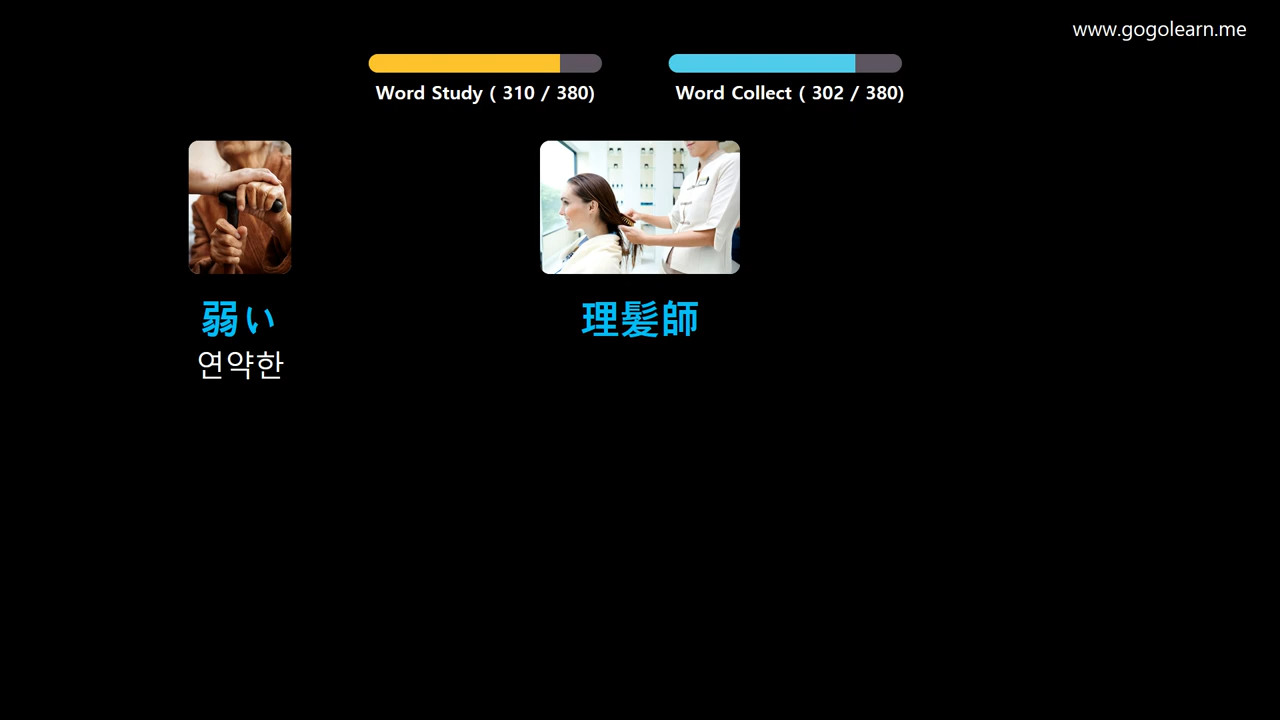 www.gogolearn.me
Word Study ( 310 / 380)
Word Collect ( 302 / 380)
弱い
연약한
理髪師